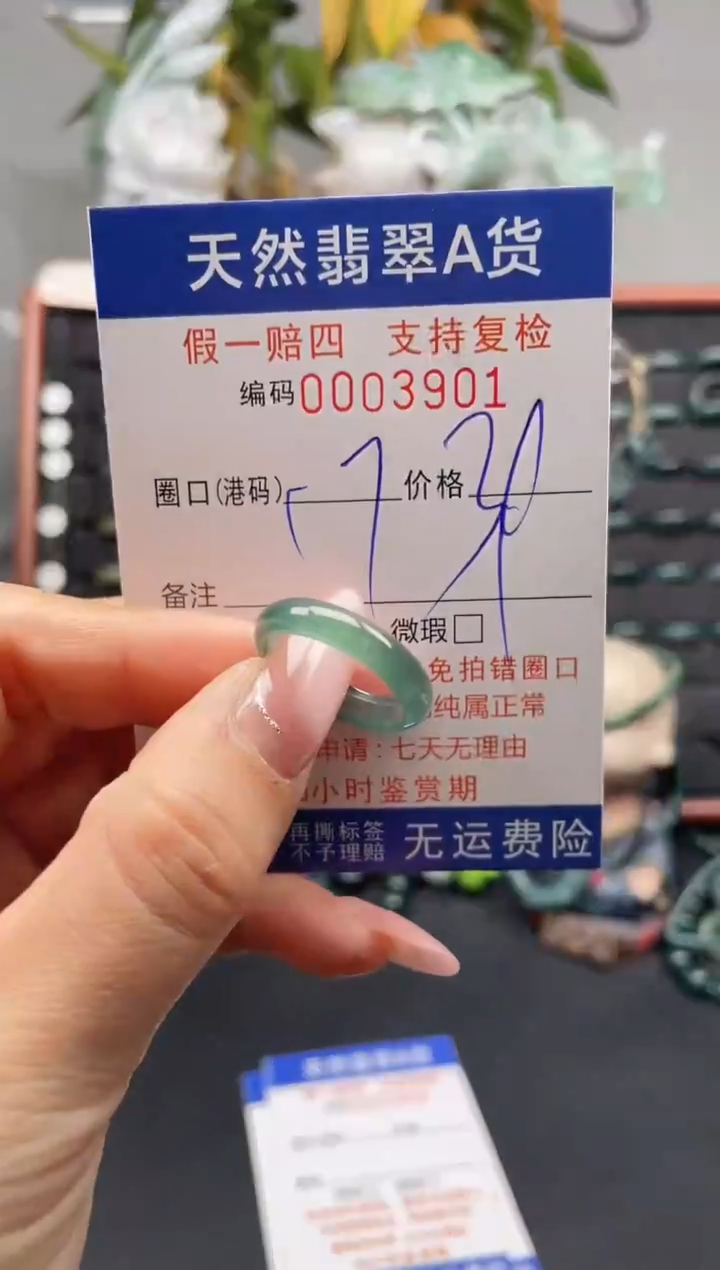 天然翡翠A货
假一赔四 支持复检
编码0003901
圈口(港码) 17 价格
备注
微瑕□
免拍错圈口
纯属正常
申请:七天无理由
小时鉴赏期
再撕标签
不予理赔
无运费险